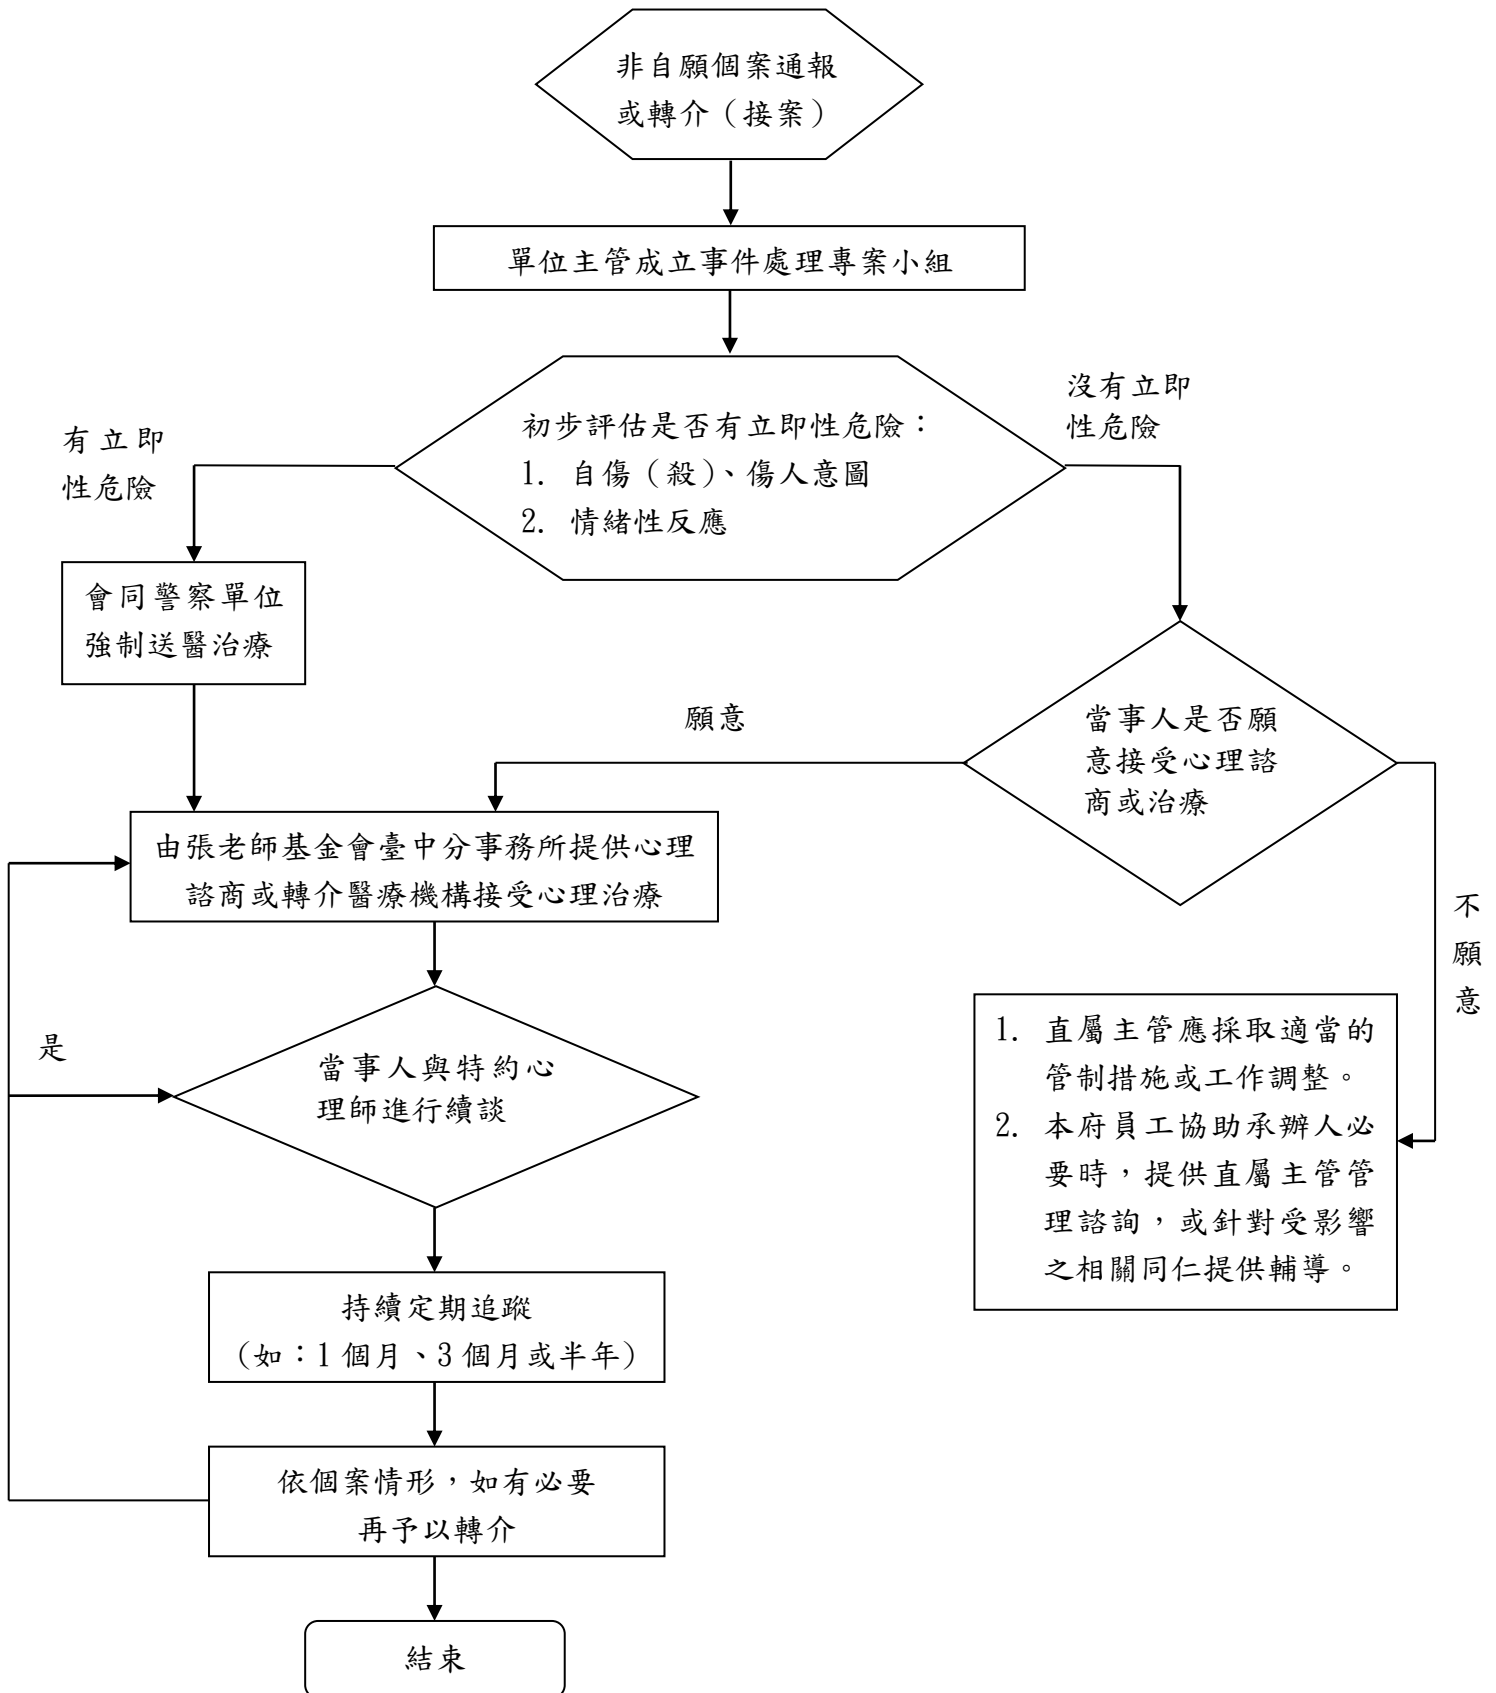 非自願個案通報
或轉介（接案）
單位主管成立事件處理專案小組
初步評估是否有立即性危險：
1. 自傷（殺）、傷人意圖
2. 情緒性反應
有立即
性危險
沒有立即
性危險
會同警察單位
強制送醫治療
當事人是否願
意接受心理諮
商或治療
願意
不
願
意
由張老師基金會臺中分事務所提供心理
諮商或轉介醫療機構接受心理治療
是
當事人與特約心
理師進行續談
1. 直屬主管應採取適當的
管制措施或工作調整。
2. 本府員工協助承辦人必
要時，提供直屬主管管
理諮詢，或針對受影響
之相關同仁提供輔導。
持續定期追蹤
（如：1個月、3個月或半年）
依個案情形，如有必要
再予以轉介
結束